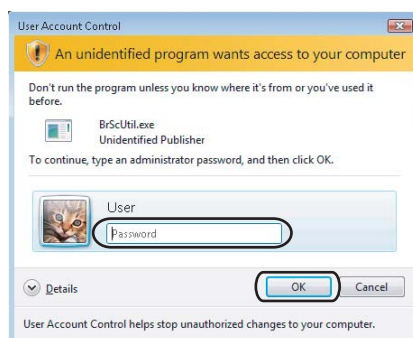 User Account Control
An unidentified program wants access to your computer
Don't run the program unless you know where it's from or you've used it
before.
BrScUtil.exe
Unidentified Publisher
To continue, type an administrator password, and then click OK.
User
Password
Details
OK
Cancel
User Account Control helps stop unauthorized changes to your computer.